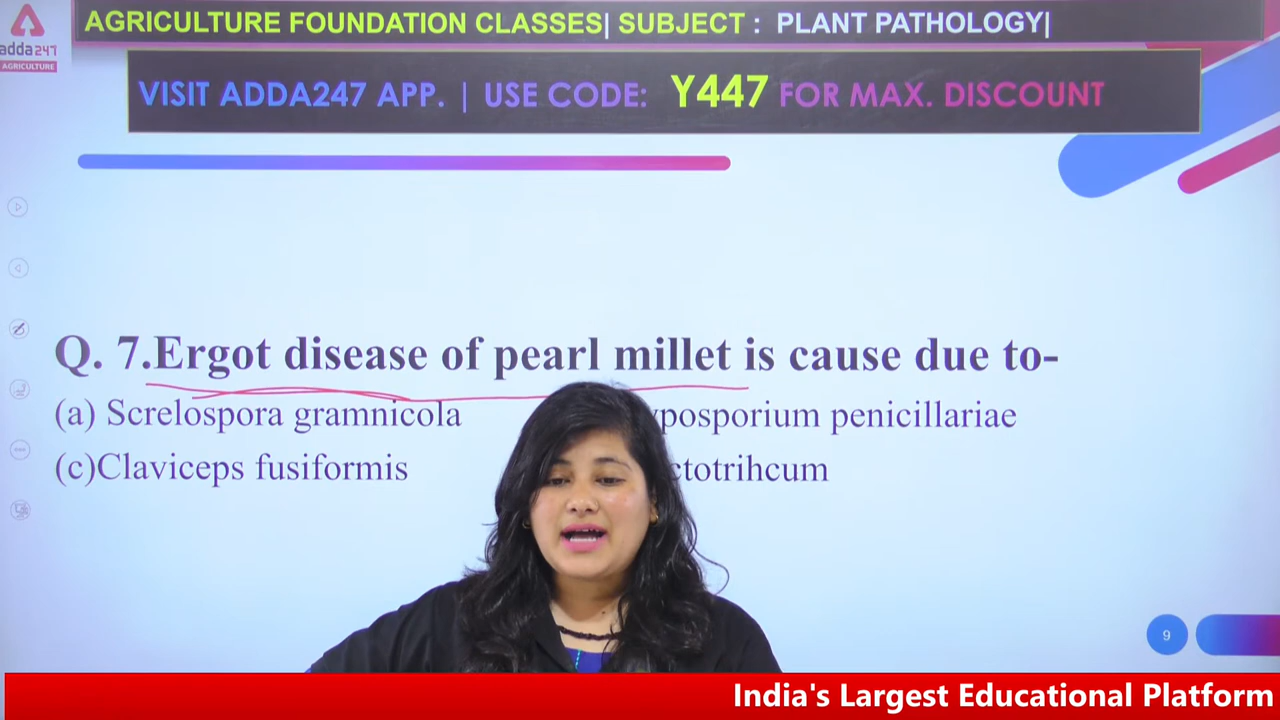 AGRICULTURE FOUNDATION CLASSES| SUBJECT : PLANT PATHOLOGY|
adda247
AGRICULTURE
VISIT ADDA247 APP. | USE CODE: Y447 FOR MAX. DISCOUNT
Q. 7.Ergot disease of pearl millet is cause due to-
(a) Screlospora gramnicola
penicillariae
(c)Claviceps fusiformis
9
India's Largest Educational Platform